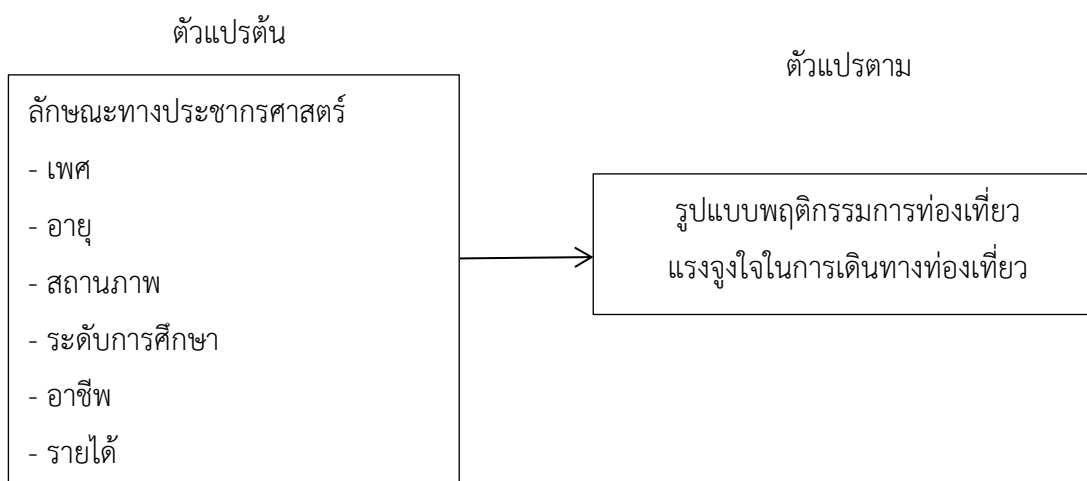 ตัวแปรต้น
ลักษณะทางประชากรศาสตร์
- เพศ
- อายุ
- สถานภาพ
- ระดับการศึกษา
- อาชีพ
- รายได้
ตัวแปรตาม
รูปแบบพฤติกรรมการท่องเที่ยว
แรงจูงใจในการเดินทางท่องเที่ยว